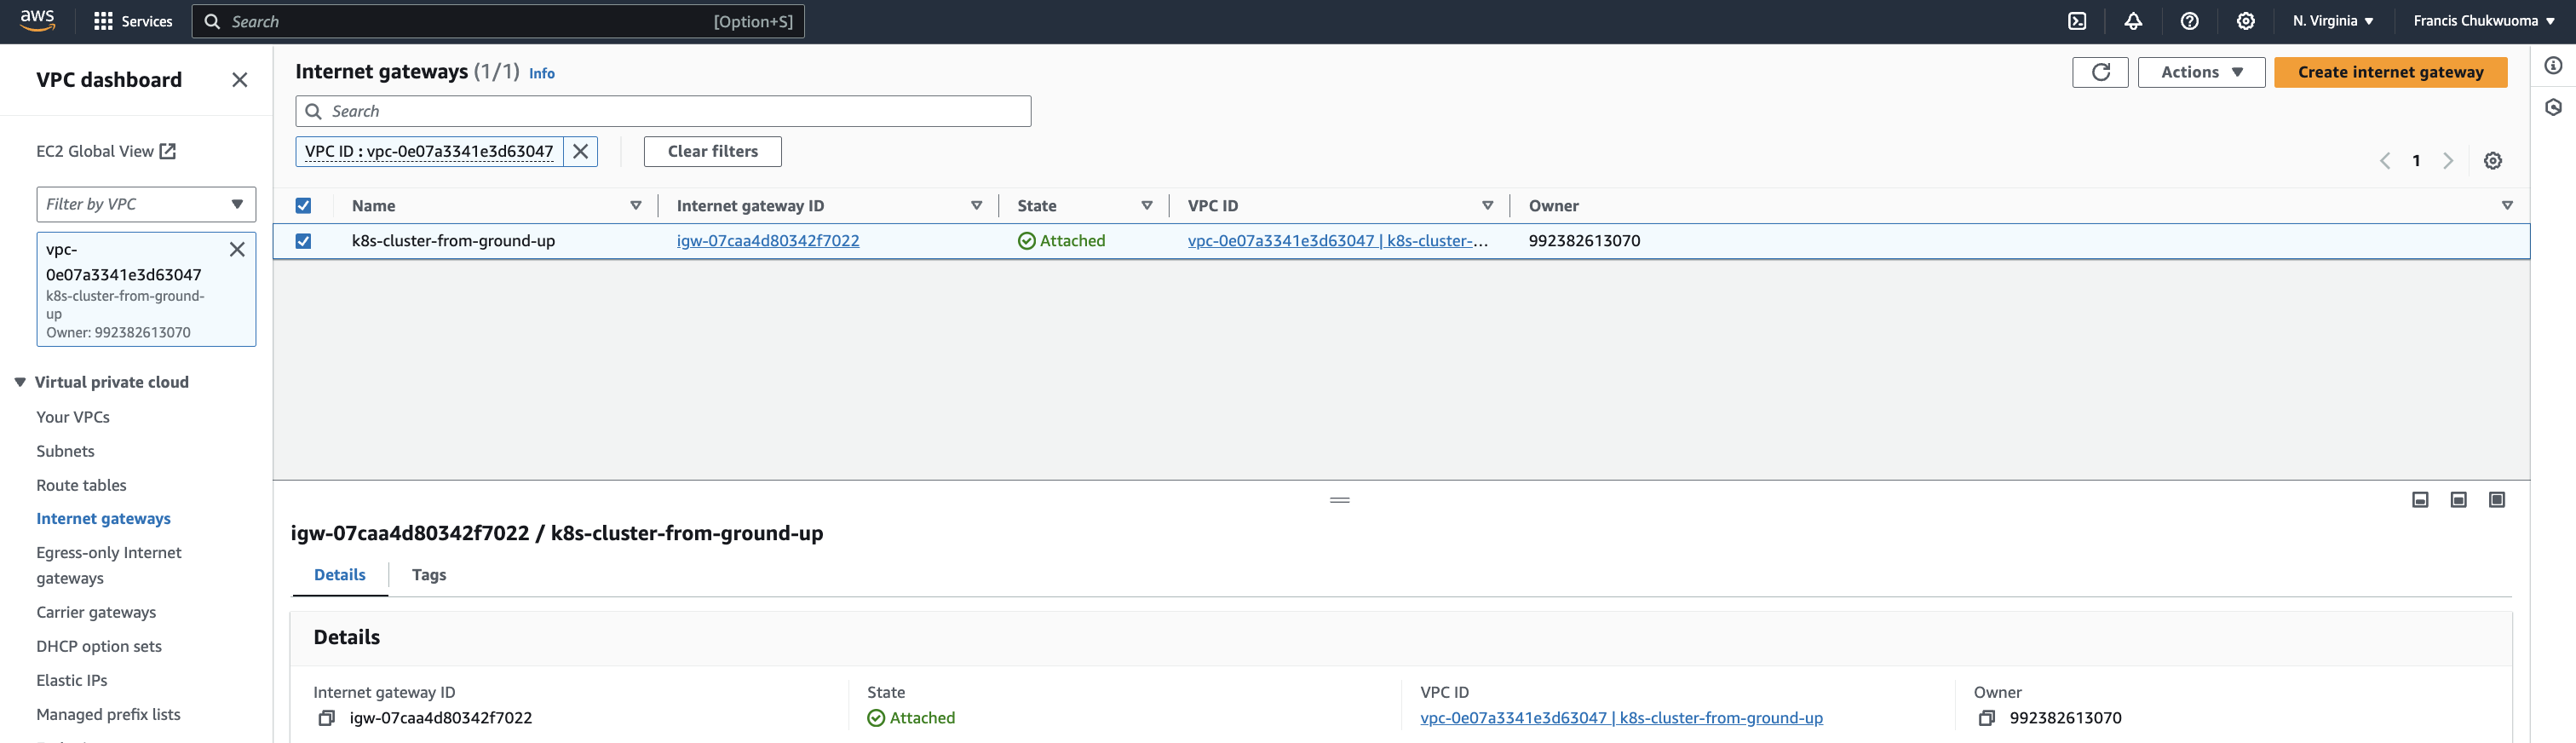 aws
Services
Search
[Option+S]
N. Virginia
Francis Chukwuoma
VPC dashboard
EC2 Global View
Filter by VPC
vpc-
0e07a3341e3d63047
k8s-cluster-from-ground-
up
Owner: 992382613070
Virtual private cloud
Your VPCs
Subnets
Route tables
Internet gateways
Egress-only Internet
gateways
Carrier gateways
DHCP option sets
Elastic IPs
Managed prefix lists
Internet gateways (1/1) Info
Actions
Create internet gateway
Search
VPC ID : vpc-0e07a3341e3d63047
Clear filters
1
Name Internet gateway ID State VPC ID Owner
k8s-cluster-from-ground-up igw-07caa4d80342f7022 Attached vpc-0e07a3341e3d63047 | k8s-cluster-... 992382613070
igw-07caa4d80342f7022 / k8s-cluster-from-ground-up
Details Tags
Details
Internet gateway ID State VPC ID Owner
igw-07caa4d80342f7022 Attached vpc-0e07a3341e3d63047 | k8s-cluster-from-ground-up 992382613070